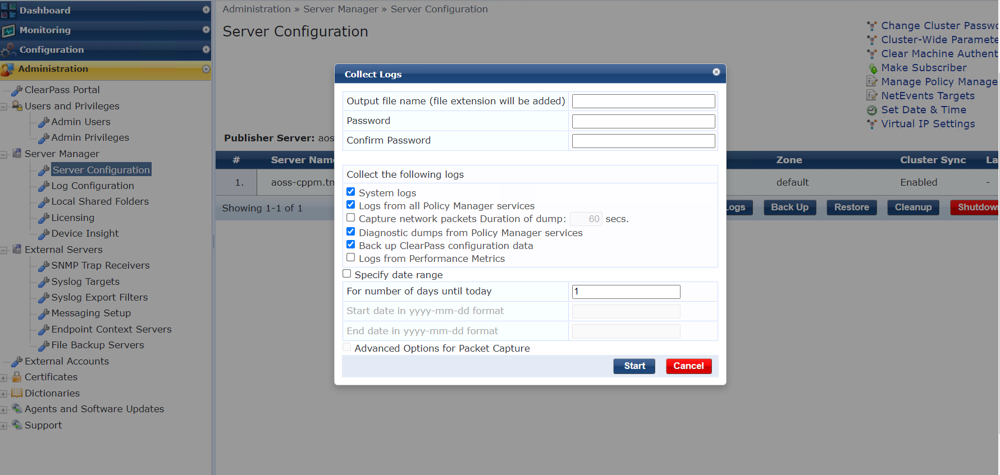 Dashboard
Monitoring
Configuration
Administration
ClearPass Portal
Users and Privileges
Admin Users
Admin Privileges
Server Manager
Server Configuration
Log Configuration
Local Shared Folders
Licensing
Device Insight
External Servers
SNMP Trap Receivers
Syslog Targets
Syslog Export Filters
Messaging Setup
Endpoint Context Servers
File Backup Servers
External Accounts
Certificates
Dictionaries
Agents and Software Updates
Support
Administration » Server Manager » Server Configuration
Server Configuration
Change Cluster Passwo
Cluster-Wide Paramete
Clear Machine Authent
Make Subscriber
Manage Policy Manage
NetEvents Targets
Set Date & Time
Virtual IP Settings
Publisher Server: aos
# Server Nam Zone Cluster Sync La
1. aoss-cppm.tm default Enabled -
Showing 1-1 of 1 Logs Back Up Restore Cleanup Shutdown
Collect Logs
Output file name (file extension will be added)
Password
Confirm Password
Collect the following logs
System logs
Logs from all Policy Manager services
Capture network packets Duration of dump: 60 secs.
Diagnostic dumps from Policy Manager services
Back up ClearPass configuration data
Logs from Performance Metrics
Specify date range
For number of days until today 1
Start date in yyyy-mm-dd format
End date in yyyy-mm-dd format
Advanced Options for Packet Capture
Start Cancel